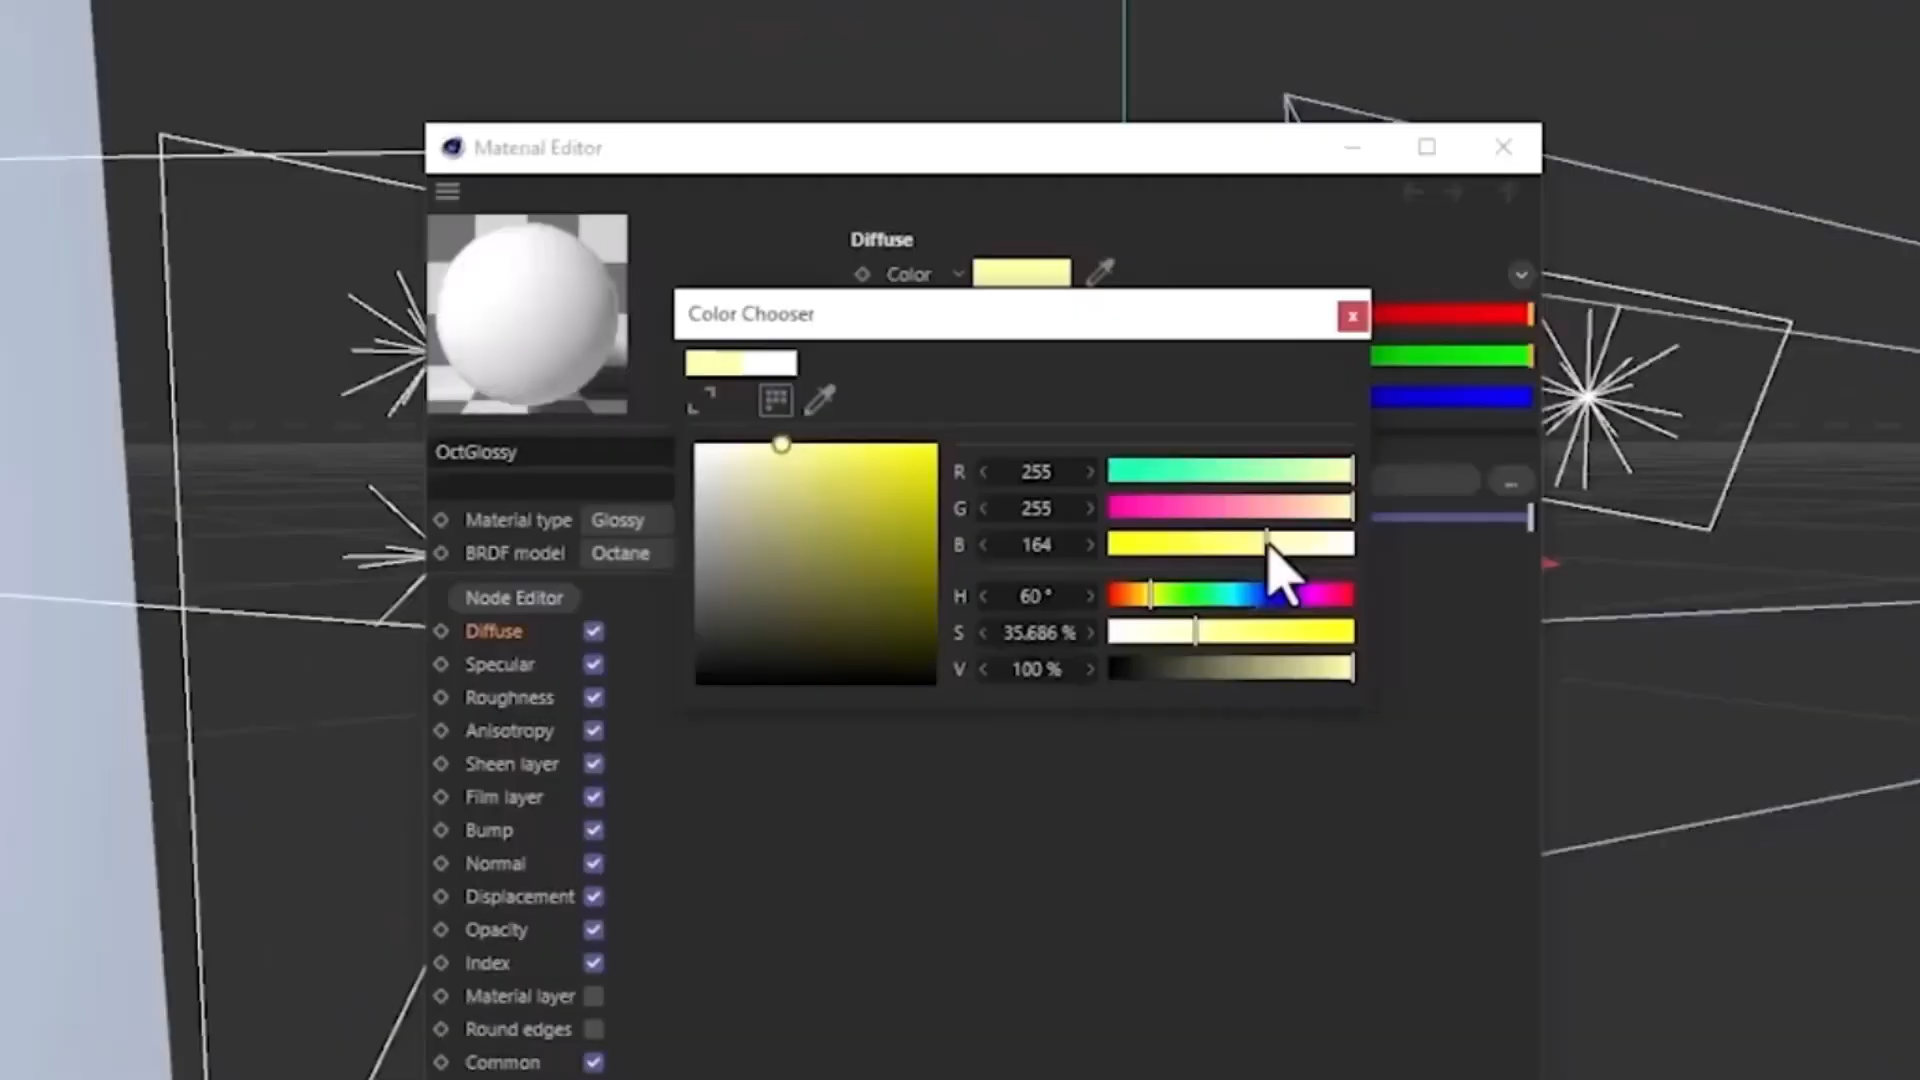 Material Editor
Diffuse
Color
Color Chooser
x
OctGlossy
R 255
G 255
B 164
H 60 °
S 35.686 %
V 100 %
...
Material type Glossy
BRDF model Octane
Node Editor
Diffuse
Specular
Roughness
Anisotropy
Sheen layer
Film layer
Bump
Normal
Displacement
Opacity
Index
Material layer
Round edges
Common